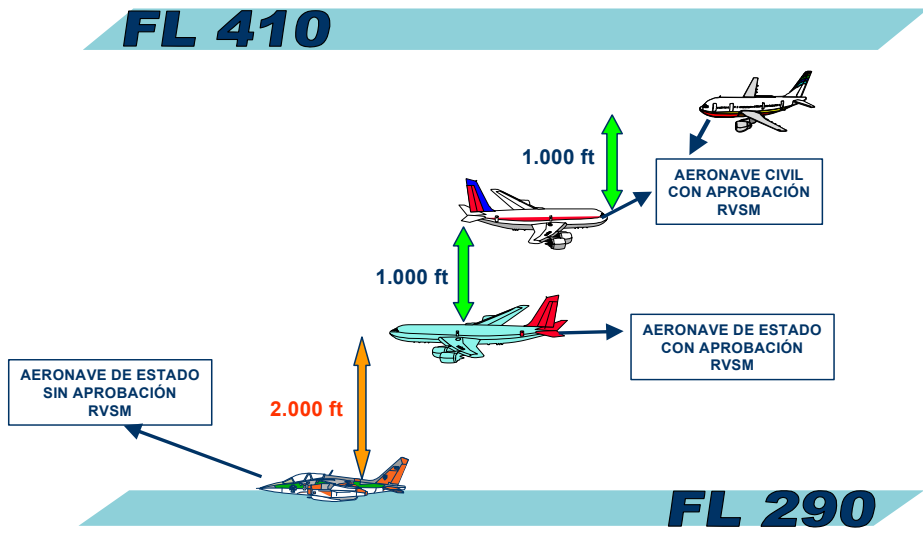 FL 410
1.000 ft
AERONAVE CIVIL
CON APROBACIÓN
RVSM
1.000 ft
AERONAVE DE ESTADO
CON APROBACIÓN
RVSM
AERONAVE DE ESTADO
SIN APROBACIÓN
RVSM
2.000 ft
FL 290